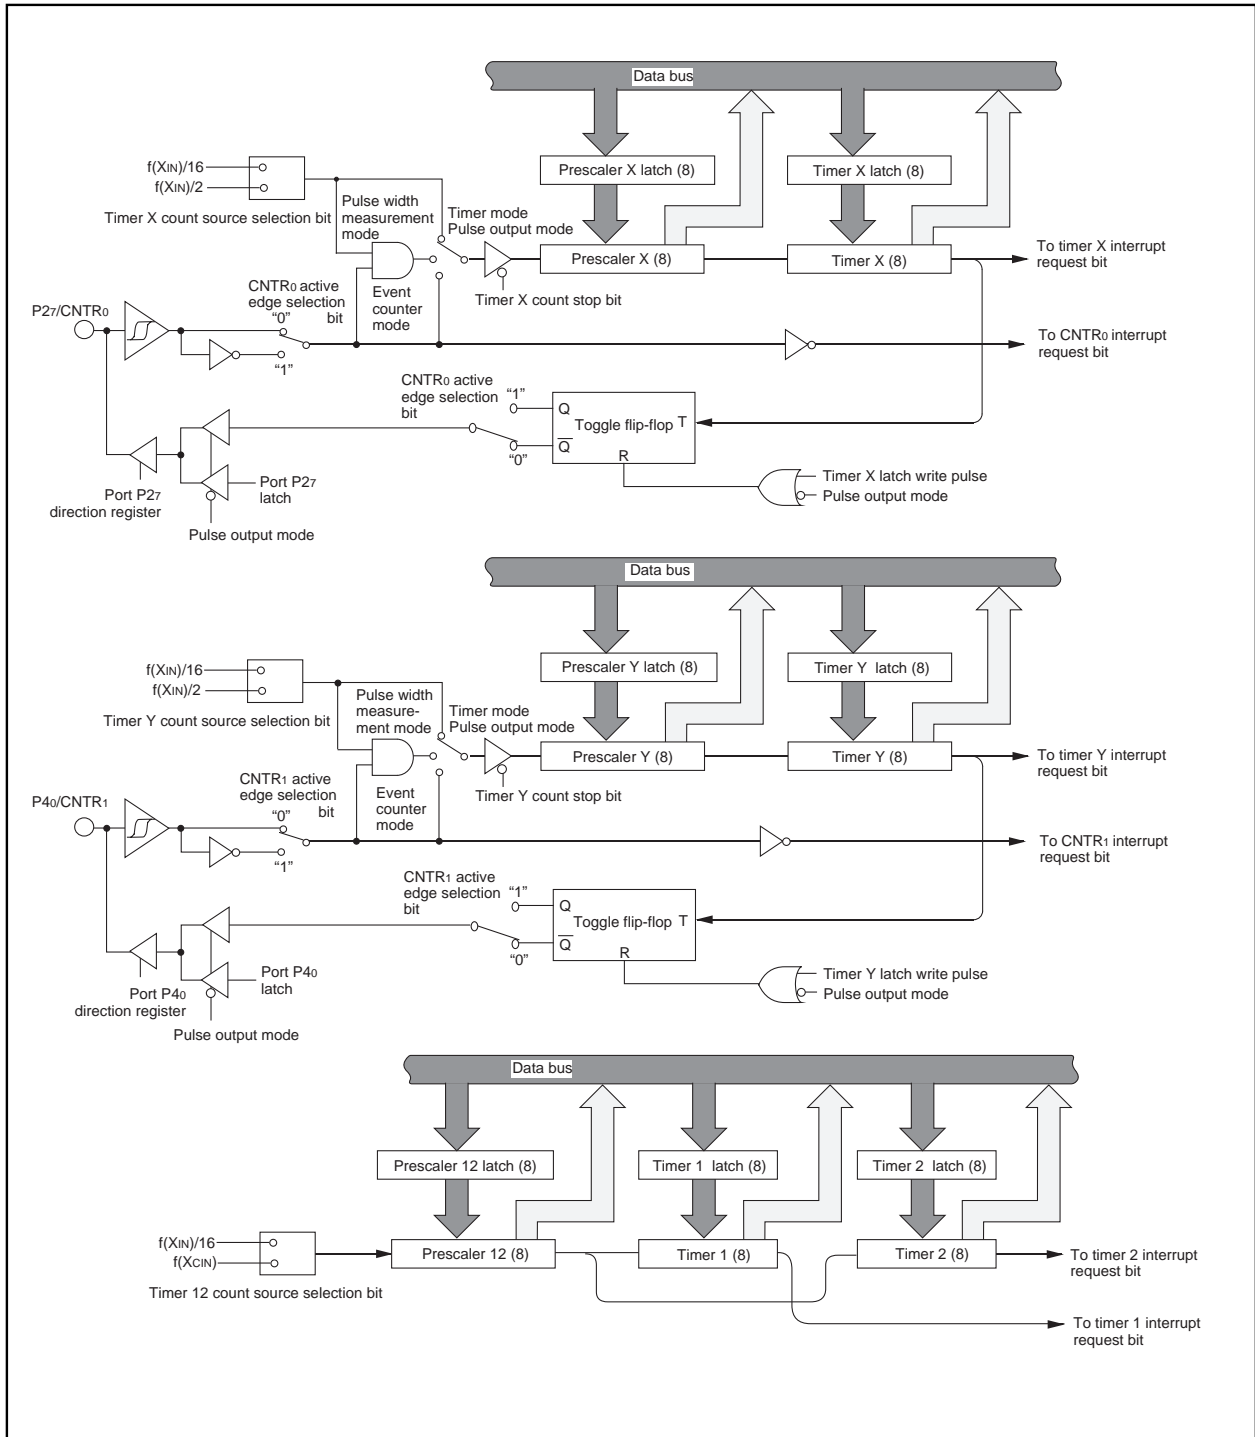 Data bus
f(XIN)/16
f(XIN)/2
Timer X count source selection bit
Prescaler X latch (8)
Timer X latch (8)
Pulse width
measurement
mode
Timer mode
Pulse output mode
Prescaler X (8)
Timer X (8)
To timer X interrupt
request bit
Timer X count stop bit
Event
counter
mode
CNTR0 active
edge selection
bit
“0”
“1”
P27/CNTR0
To CNTR0 interrupt
request bit
CNTR0 active
edge selection
bit
“1”
“0”
Q
Toggle flip-flop T
Q
R
Timer X latch write pulse
Pulse output mode
Port P27
latch
Port P27
direction register
Pulse output mode
Data bus
f(XIN)/16
f(XIN)/2
Timer Y count source selection bit
Prescaler Y latch (8)
Timer Y latch (8)
Pulse width
measure-
ment mode
Timer mode
Pulse output mode
Prescaler Y (8)
Timer Y (8)
To timer Y interrupt
request bit
Timer Y count stop bit
Event
counter
mode
CNTR1 active
edge selection
bit
“0”
“1”
P40/CNTR1
To CNTR1 interrupt
request bit
CNTR1 active
edge selection
bit
“1”
“0”
Q
Toggle flip-flop T
Q
R
Timer Y latch write pulse
Pulse output mode
Port P40
latch
Port P40
direction register
Pulse output mode
Data bus
Prescaler 12 latch (8)
Timer 1 latch (8)
Timer 2 latch (8)
f(XIN)/16
f(XCIN)
Timer 12 count source selection bit
Prescaler 12 (8)
Timer 1 (8)
Timer 2 (8)
To timer 2 interrupt
request bit
To timer 1 interrupt
request bit